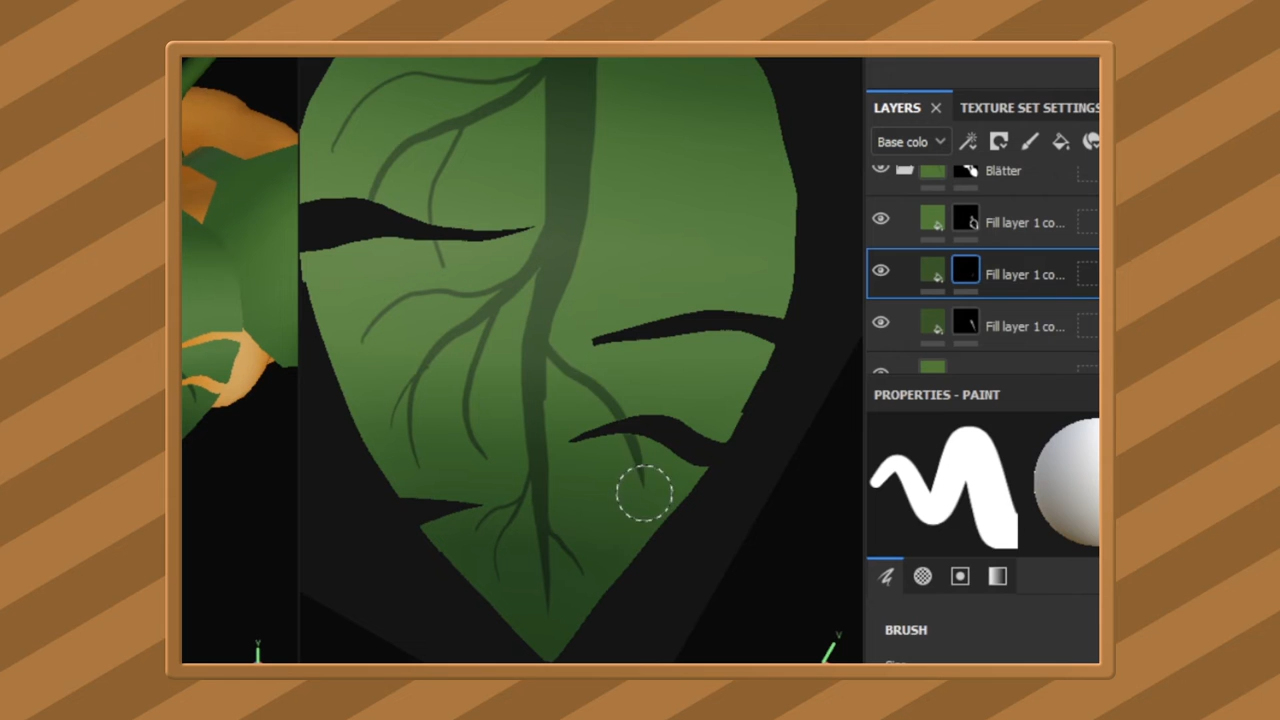 LAYERS
TEXTURE SET SETTINGS
Base colo
Blätter
Fill layer 1 co...
Fill layer 1 co...
Fill layer 1 co...
PROPERTIES - PAINT
BRUSH
Y
V